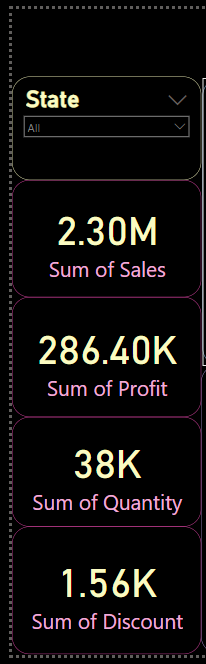 State
All
2.30M
Sum of Sales
286.40K
Sum of Profit
38K
Sum of Quantity
1.56K
Sum of Discount